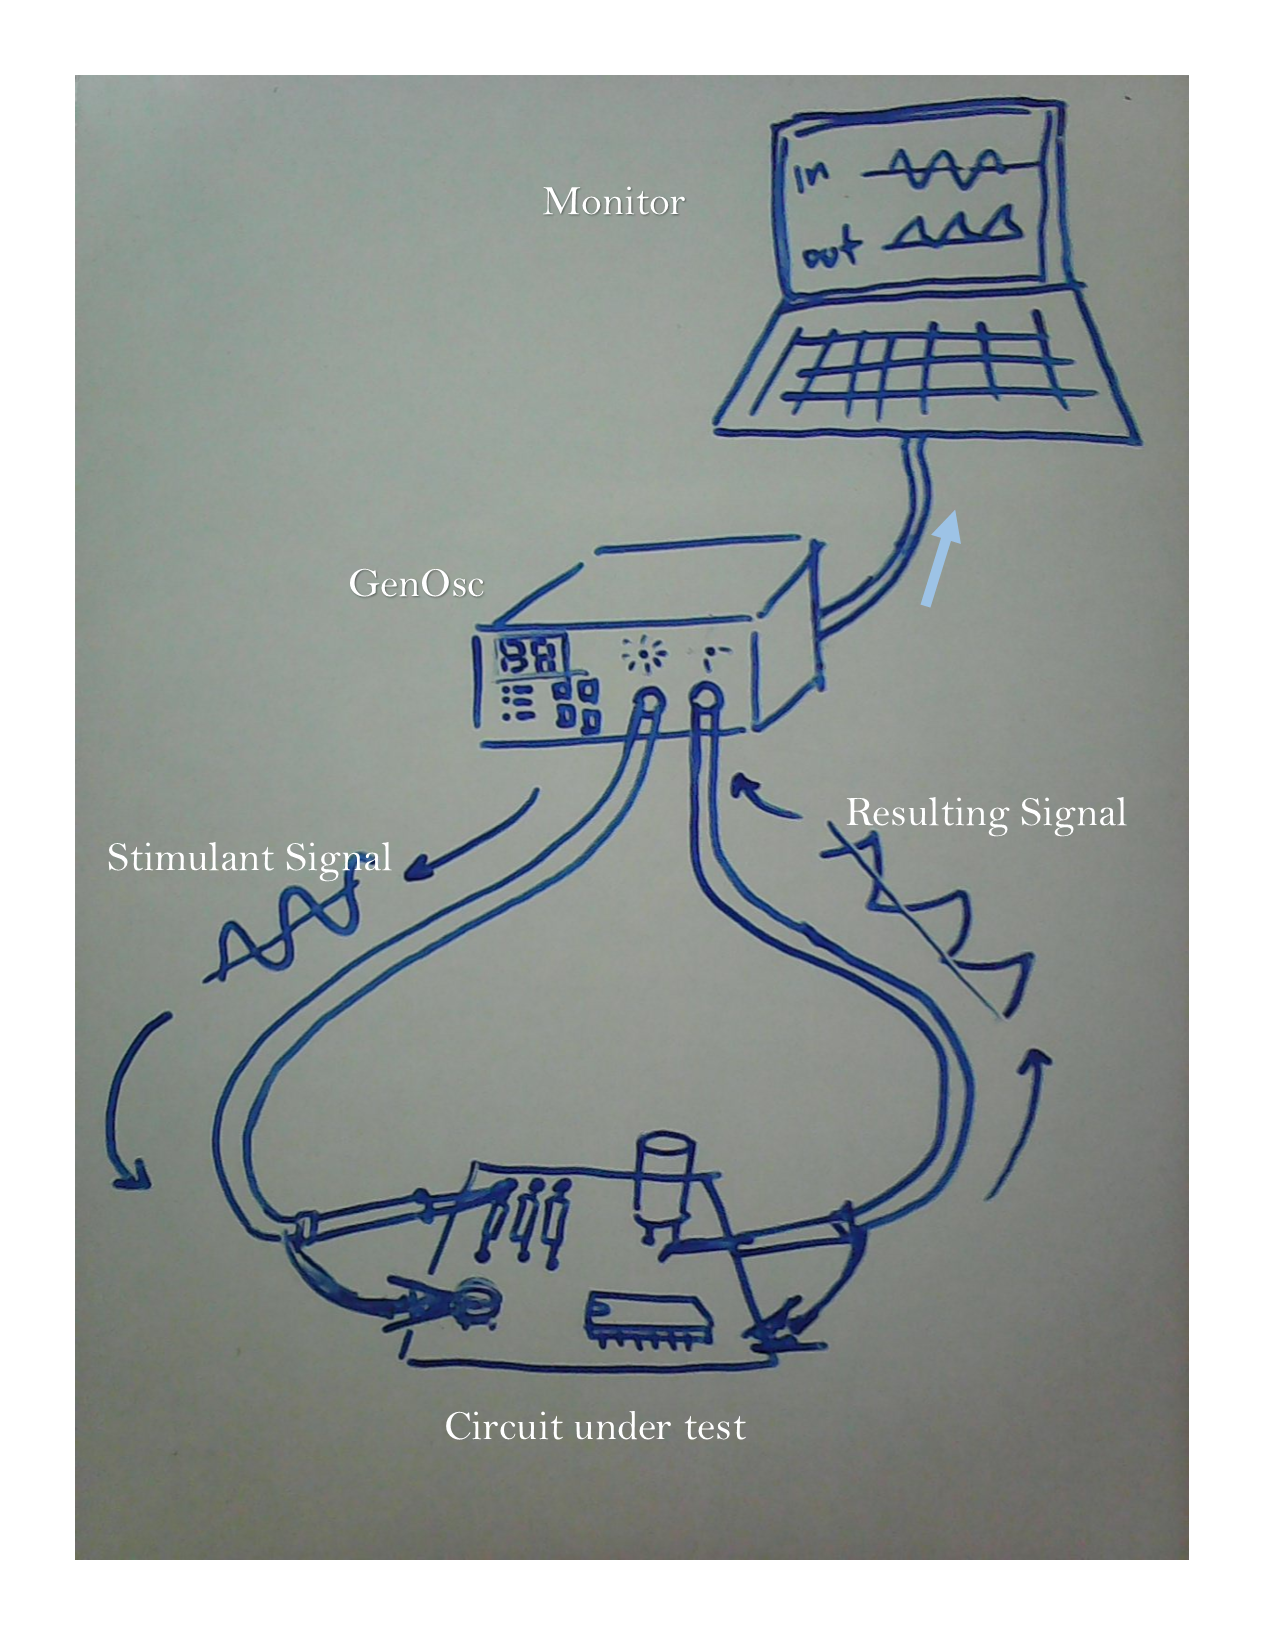 Monitor
in
out
GenOsc
Stimulant Signal
Resulting Signal
Circuit under test